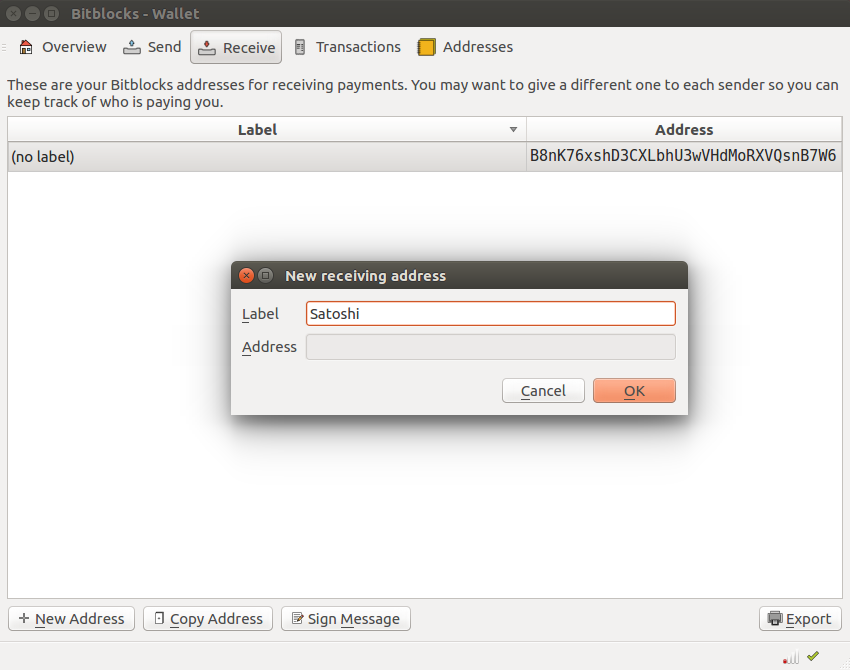 Bitblocks - Wallet
Overview Send Receive Transactions Addresses
These are your Bitblocks addresses for receiving payments. You may want to give a different one to each sender so you can
keep track of who is paying you.
Label Address
(no label) B8nK76xshD3CXLbhU3wVHdMoRXVQsnB7W6
New receiving address
Label Satoshi
Address
Cancel OK
New Address Copy Address Sign Message Export